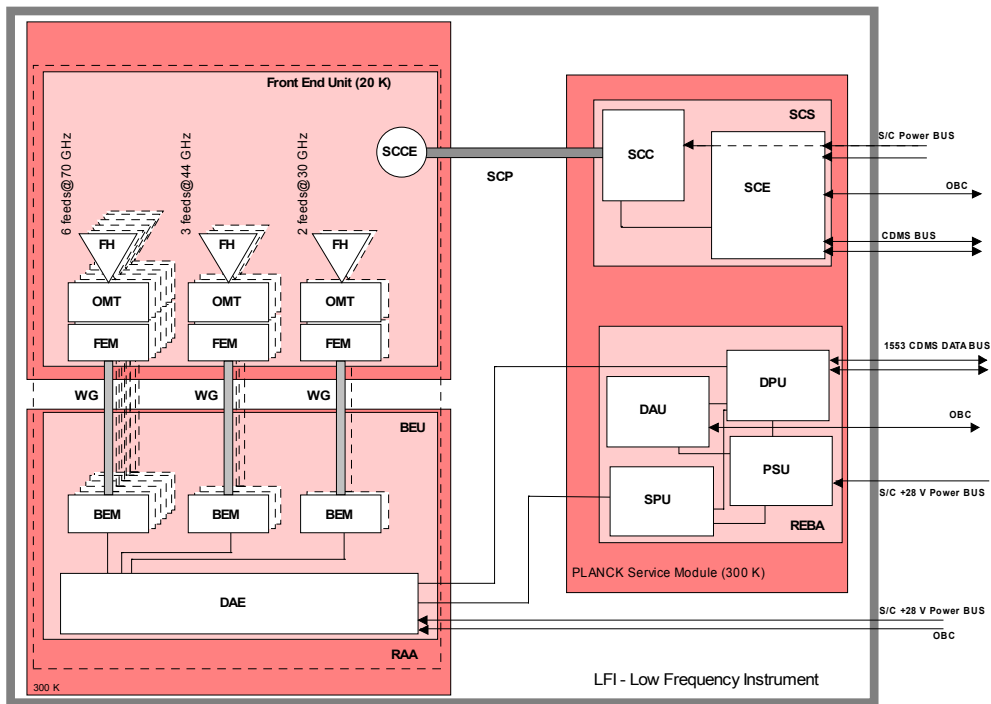 Front End Unit (20 K)
6 feeds@70 GHz
3 feeds@44 GHz
2 feeds@30 GHz
SCCE
FH
FH
FH
OMT
OMT
OMT
FEM
FEM
FEM
WG
WG
WG
BEU
BEM
BEM
BEM
DAE
RAA
300 K
SCP
SCS
SCC
SCE
S/C Power BUS
OBC
CDMS BUS
1553 CDMS DATA BUS
DPU
DAU
OBC
PSU
SPU
S/C +28 V Power BUS
REBA
PLANCK Service Module (300 K)
S/C +28 V Power BUS
OBC
LFI - Low Frequency Instrument